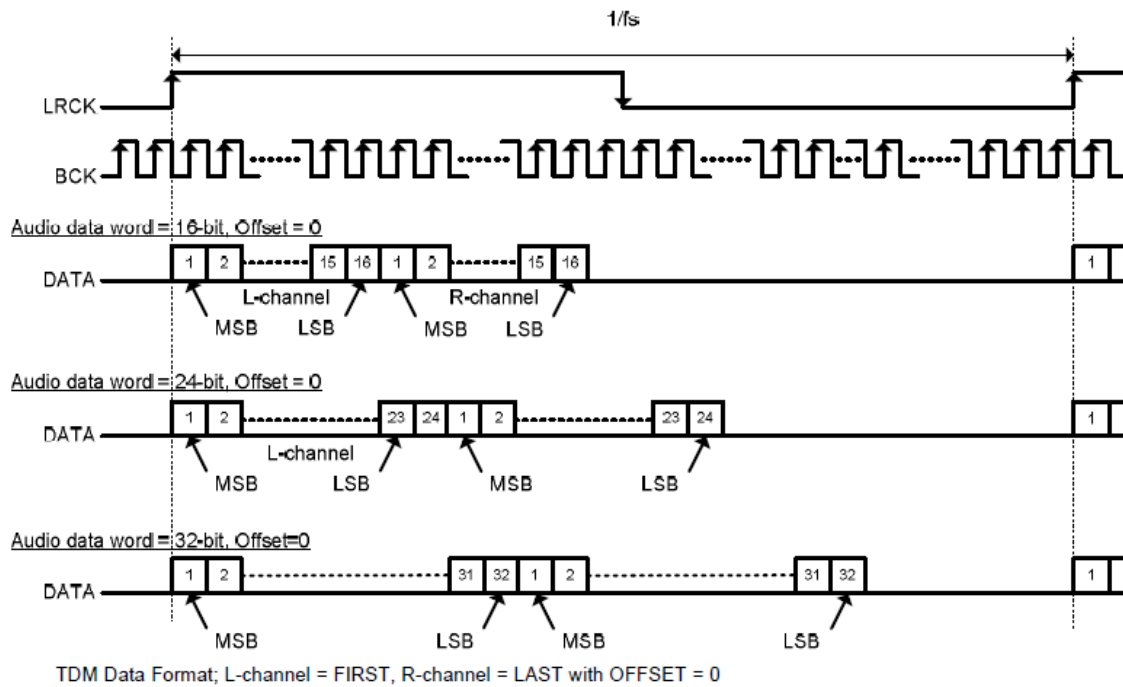 1/fs
LRCK
BCK
Audio data word = 16-bit, Offset = 0
DATA 1 2 15 16 1 2 15 16 1
L-channel R-channel
MSB LSB MSB LSB
Audio data word = 24-bit, Offset = 0
DATA 1 2 23 24 1 2 23 24 1
L-channel
MSB LSB MSB LSB
Audio data word = 32-bit, Offset=0
DATA 1 2 31 32 1 2 31 32 1
MSB LSB MSB LSB
TDM Data Format; L-channel = FIRST, R-channel = LAST with OFFSET = 0